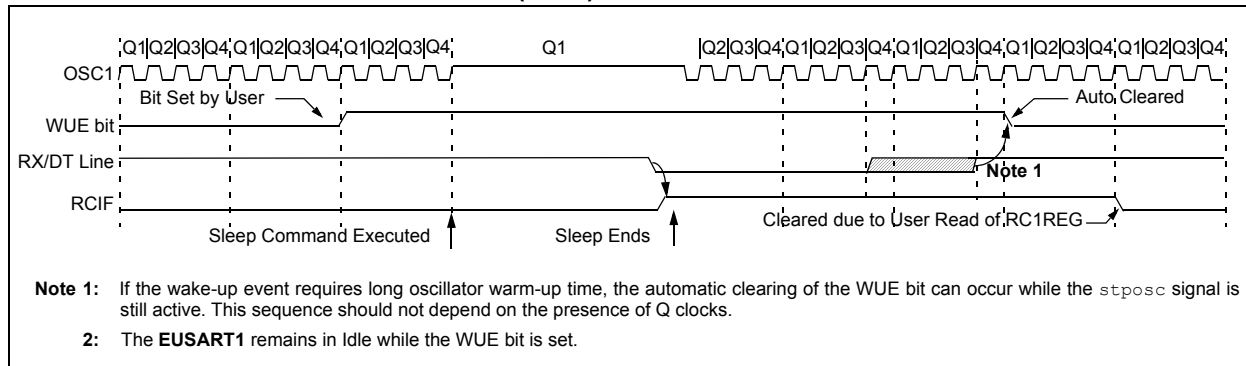 Q1|Q2|Q3|Q4|Q1|Q2|Q3|Q4|Q1|Q2|Q3|Q4 Q1 |Q2|Q3|Q4|Q1|Q2|Q3|Q4|Q1|Q2|Q3|Q4|Q1|Q2|Q3|Q4|Q1|Q2|Q3|Q4
OSC1
Bit Set by User Auto Cleared
WUE bit
RX/DT Line Note 1
RCIF Cleared due to User Read of RC1REG
Sleep Command Executed Sleep Ends
Note 1: If the wake-up event requires long oscillator warm-up time, the automatic clearing of the WUE bit can occur while the stposc signal is
still active. This sequence should not depend on the presence of Q clocks.
2: The EUSART1 remains in Idle while the WUE bit is set.